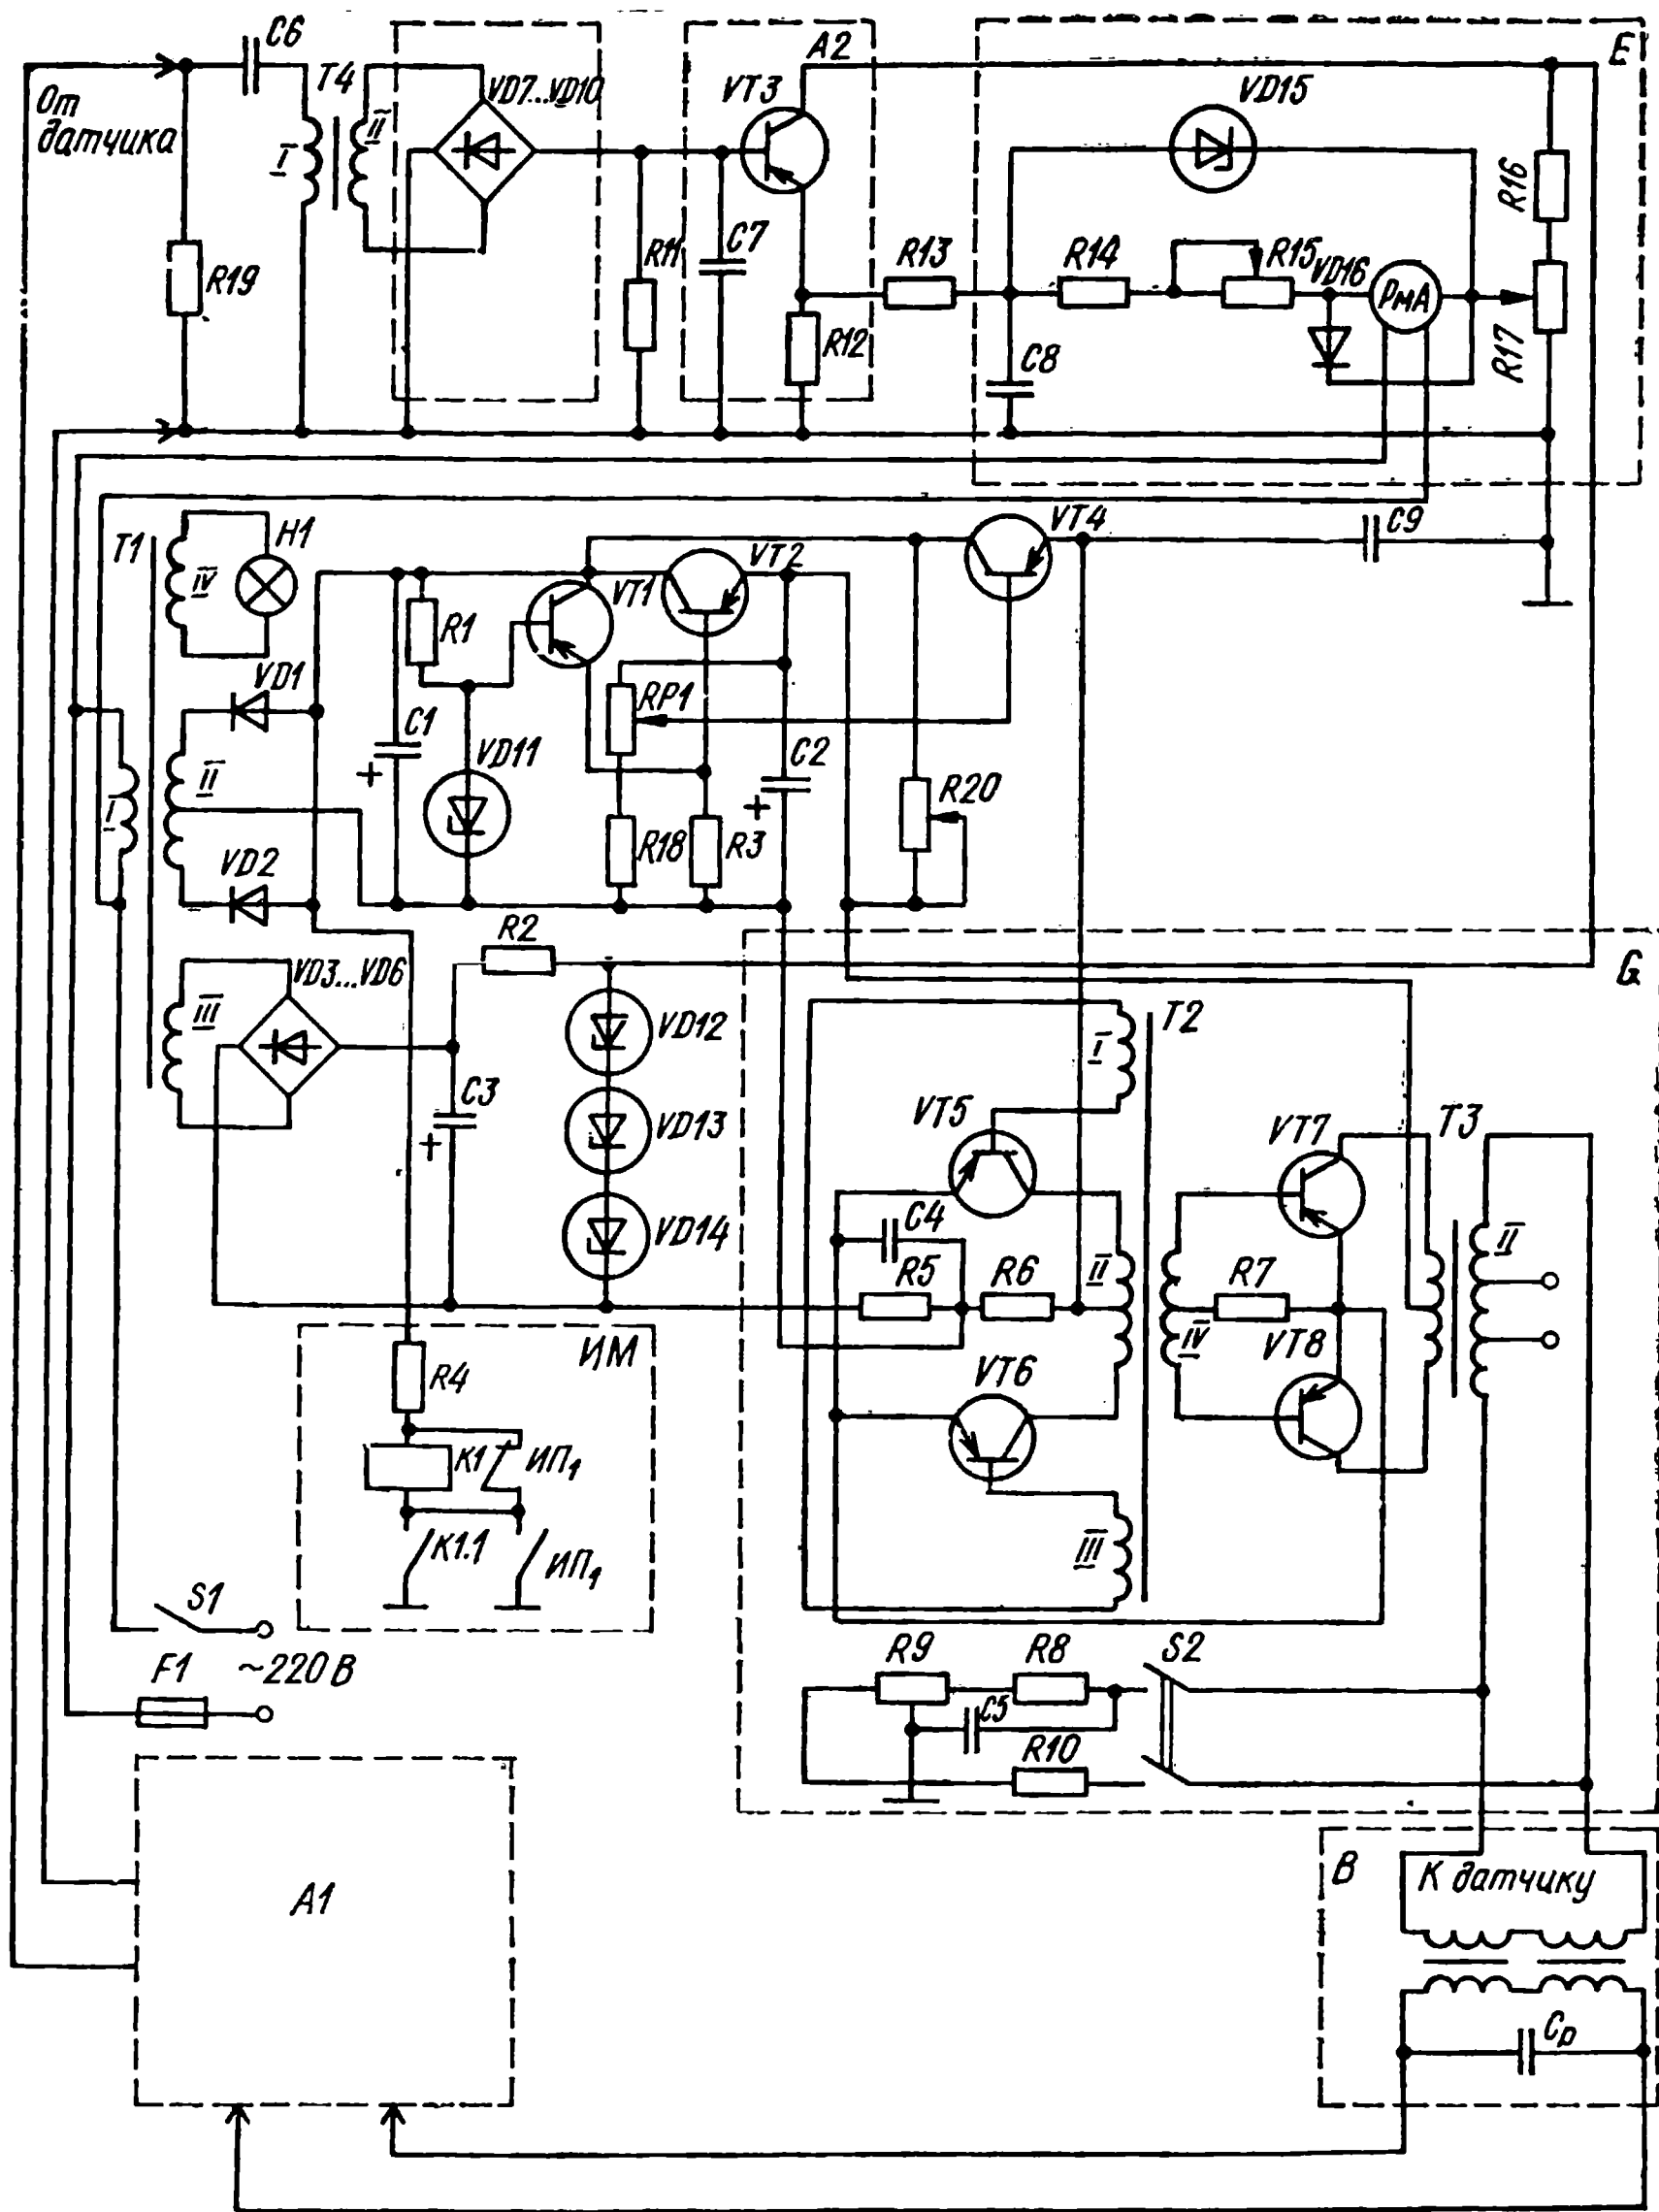 C6
T4
VD7...VD10
VT3
A2
E
VD15
От
датчика
I
II
R16
R19
R11
C7
R13
R14
R15
VD16
РмА
R17
R12
C8
T1
H1
IV
VT4
C9
VT2
VT1
R1
VD1
RP1
C1
VD11
C2
R20
I
II
+
+
R18
R3
VD2
R2
VD3...VD6
G
III
VD12
T2
I
C3
VT5
VD13
+
VT7
T3
C4
VD14
II
II
R5
R6
R7
IV
ИМ
VT8
R4
VT6
K1
ИП1
K1.1
ИП1
III
S1
R9
R8
S2
F1
~220 В
C5
R10
A1
B
К датчику
Cр